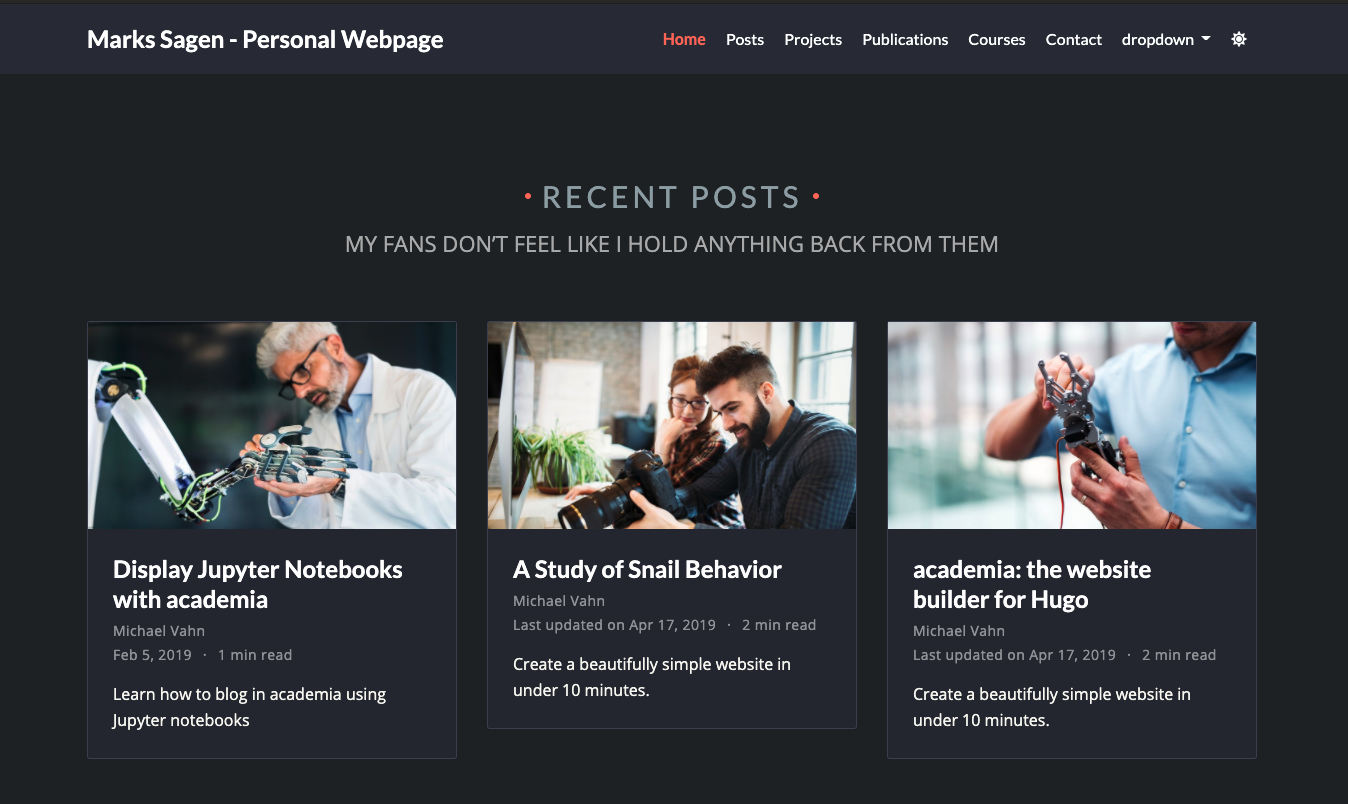 Marks Sagen - Personal Webpage
Home Posts Projects Publications Courses Contact dropdown
• RECENT POSTS •
MY FANS DON'T FEEL LIKE I HOLD ANYTHING BACK FROM THEM
Display Jupyter Notebooks
with academia
Michael Vahn
Feb 5, 2019 · 1 min read
Learn how to blog in academia using
Jupyter notebooks
A Study of Snail Behavior
Michael Vahn
Last updated on Apr 17, 2019 · 2 min read
Create a beautifully simple website in
under 10 minutes.
academia: the website
builder for Hugo
Michael Vahn
Last updated on Apr 17, 2019 · 2 min read
Create a beautifully simple website in
under 10 minutes.